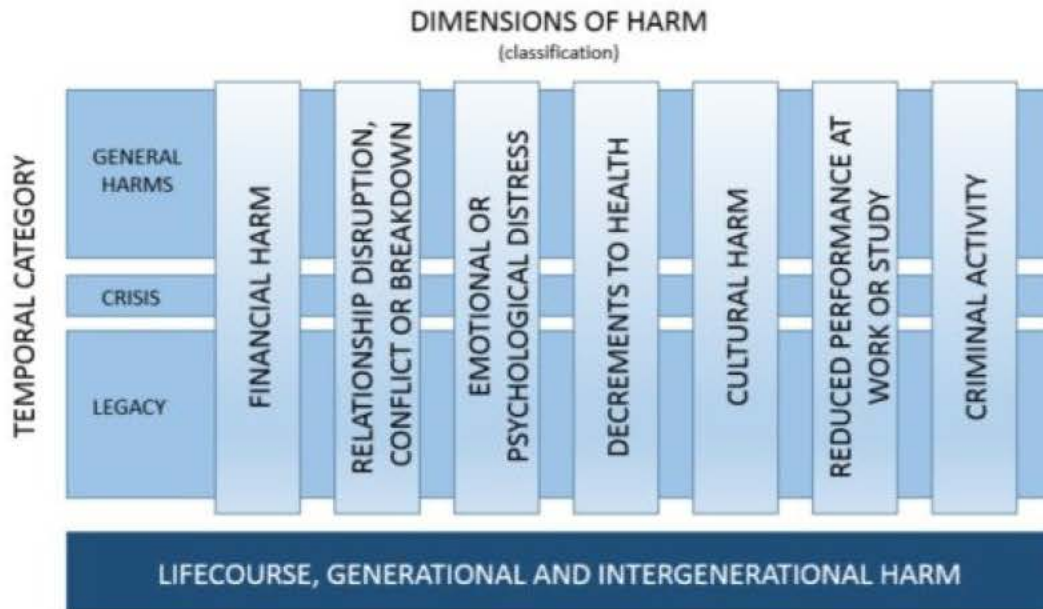 DIMENSIONS OF HARM
(classification)
TEMPORAL CATEGORY
GENERAL
HARMS
CRISIS
LEGACY
FINANCIAL HARM
RELATIONSHIP DISRUPTION,
CONFLICT OR BREAKDOWN
EMOTIONAL OR
PSYCHOLOGICAL DISTRESS
DECREMENTS TO HEALTH
CULTURAL HARM
REDUCED PERFORMANCE AT
WORK OR STUDY
CRIMINAL ACTIVITY
LIFECOURSE, GENERATIONAL AND INTERGENERATIONAL HARM